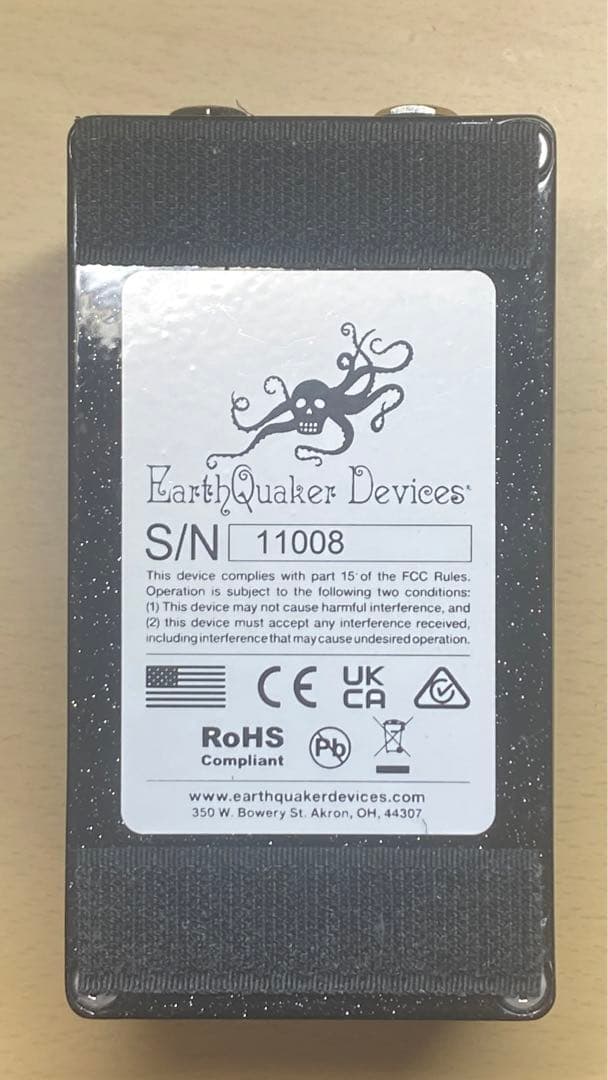 EarthQuaker Devices
S/N 11008
This device complies with part 15 of the FCC Rules.
Operation is subject to the following two conditions:
(1) This device may not cause harmful interference, and
(2) this device must accept any interference received,
including interference that may cause undesired operation.
CE UK
CA
RoHS
Compliant
Pb
www.earthquakerdevices.com
350 W. Bowery St. Akron, OH, 44307